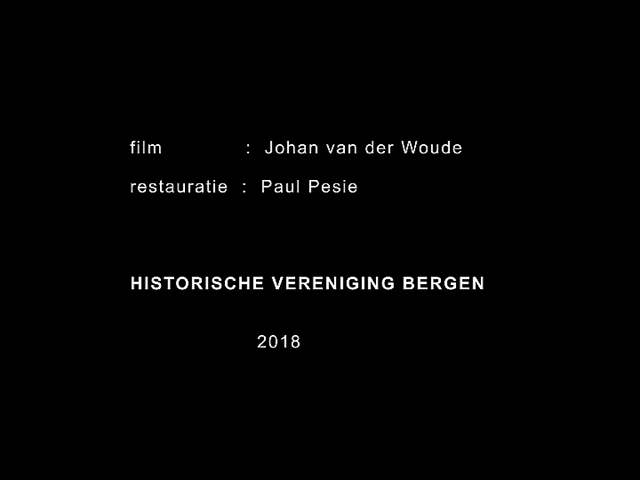 film : Johan van der Woude
restauratie : Paul Pesie
HISTORISCHE VERENIGING BERGEN
2018